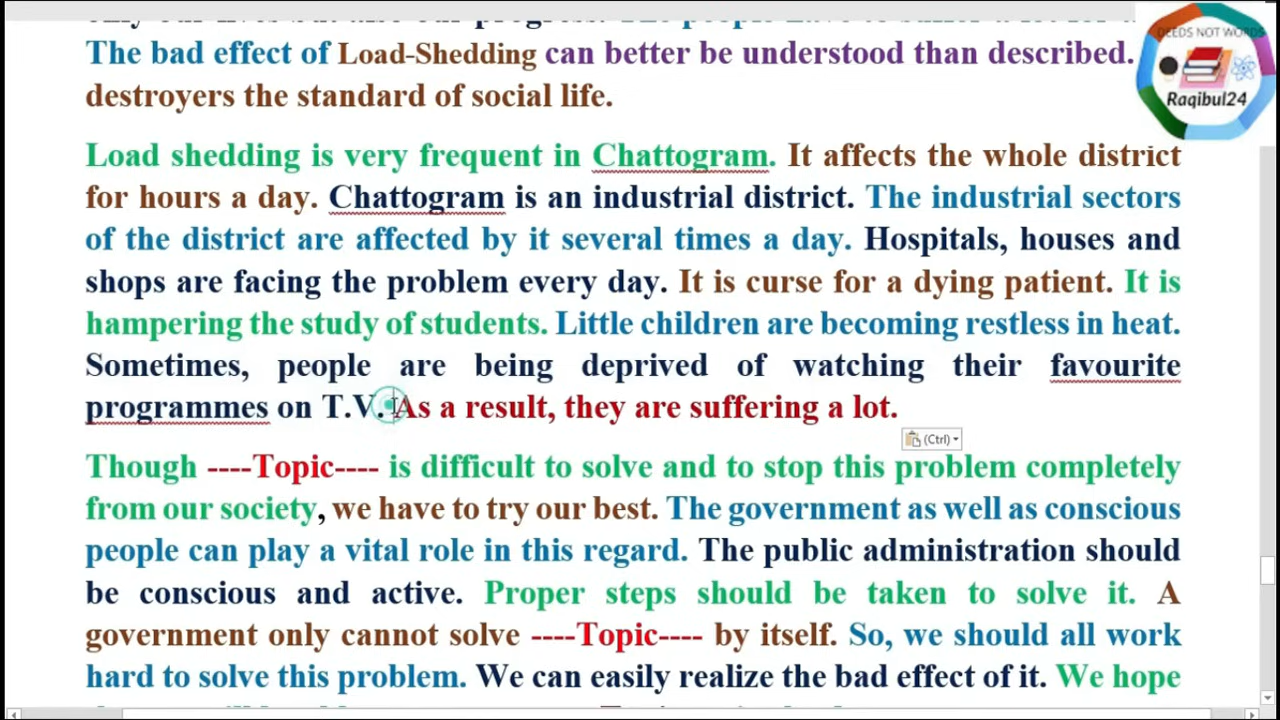 The bad effect of Load-Shedding can better be understood than described.
destroyers the standard of social life.
Load shedding is very frequent in Chattogram. It affects the whole district
for hours a day. Chattogram is an industrial district. The industrial sectors
of the district are affected by it several times a day. Hospitals, houses and
shops are facing the problem every day. It is curse for a dying patient. It is
hampering the study of students. Little children are becoming restless in heat.
Sometimes, people are being deprived of watching their favourite
programmes on T.V. As a result, they are suffering a lot.
(Ctrl)
Though ----Topic---- is difficult to solve and to stop this problem completely
from our society, we have to try our best. The government as well as conscious
people can play a vital role in this regard. The public administration should
be conscious and active. Proper steps should be taken to solve it. A
government only cannot solve ----Topic---- by itself. So, we should all work
hard to solve this problem. We can easily realize the bad effect of it. We hope
DEEDS NOT WORDS
Raqibul24